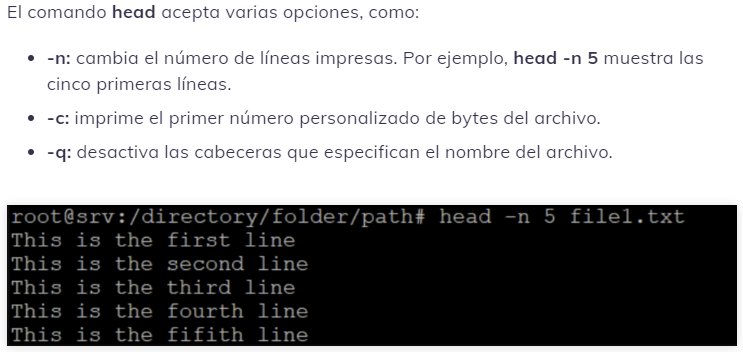 El comando head acepta varias opciones, como:
-n: cambia el número de líneas impresas. Por ejemplo, head -n 5 muestra las
cinco primeras líneas.
-c: imprime el primer número personalizado de bytes del archivo.
-q: desactiva las cabeceras que especifican el nombre del archivo.
root@srv:/directory/folder/path# head -n 5 file1.txt
This is the first line
This is the second line
This is the third line
This is the fourth line
This is the fifith line